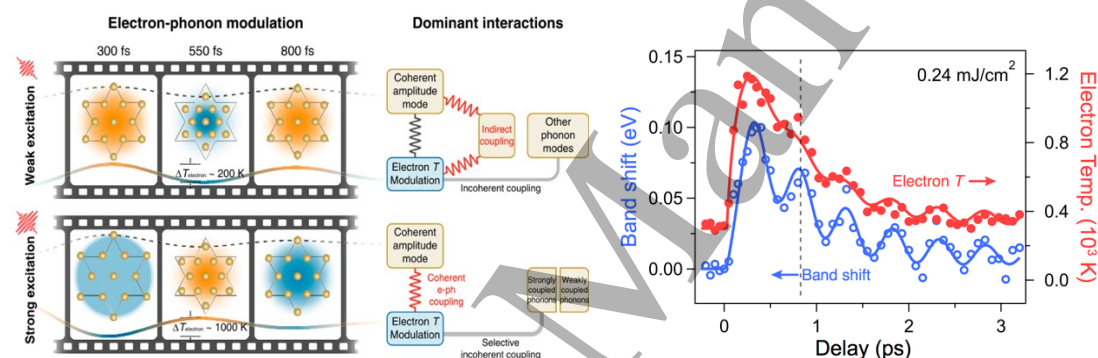 Electron-phonon modulation
Dominant interactions
300 fs
550 fs
800 fs
Weak excitation
ΔTelectron ~ 200 K
Coherent
amplitude
mode
Indirect
coupling
Other
phonon
modes
Electron T
Modulation
Incoherent coupling
Strong excitation
ΔTelectron ~ 1000 K
Coherent
amplitude
mode
Coherent
e-ph
coupling
Strongly
coupled
phonons
Weakly
coupled
phonons
Electron T
Modulation
Selective
incoherent coupling
0.24 mJ/cm²
Band shift (eV)
0.15
0.10
0.05
0.00
Electron T →
← Band shift
1.2
0.8
0.4
0.0
Electron Temp. (10³ K)
0
1
2
3
Delay (ps)
Man